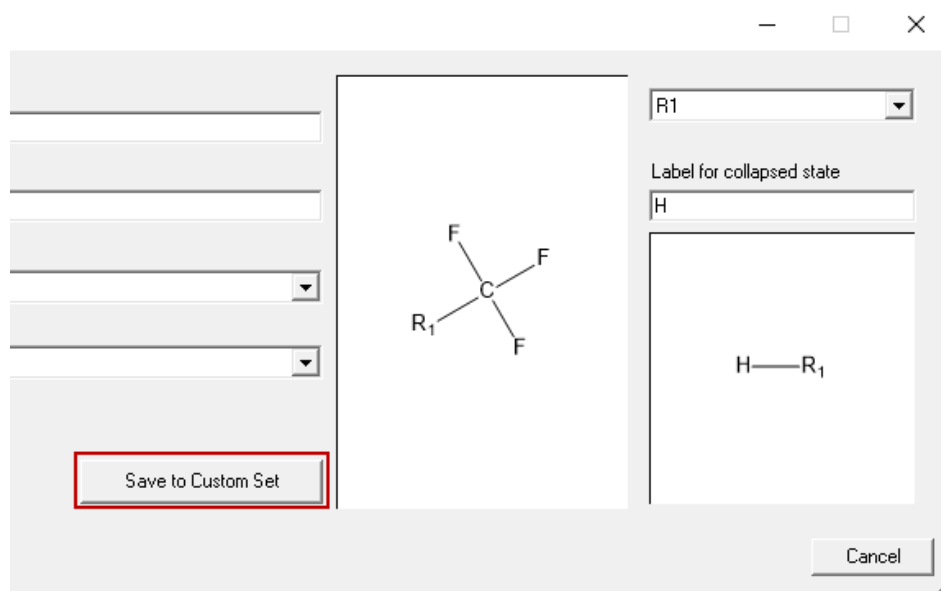 R1
Label for collapsed state
H
F
F
C
R₁
F
H R₁
Save to Custom Set
Cancel